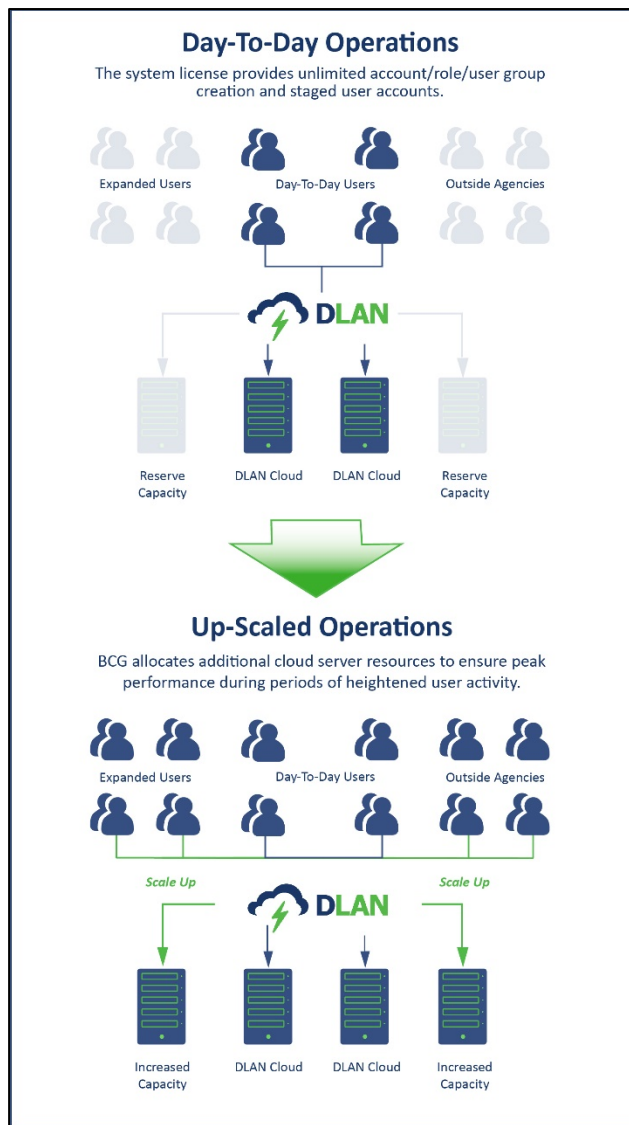 Day-To-Day Operations
The system license provides unlimited account/role/user group
creation and staged user accounts.
Expanded Users
Day-To-Day Users
Outside Agencies
DLAN
Reserve
Capacity
DLAN Cloud
DLAN Cloud
Reserve
Capacity
Up-Scaled Operations
BCG allocates additional cloud server resources to ensure peak
performance during periods of heightened user activity.
Expanded Users
Day-To-Day Users
Outside Agencies
Scale Up
DLAN
Scale Up
Increased
Capacity
DLAN Cloud
DLAN Cloud
Increased
Capacity